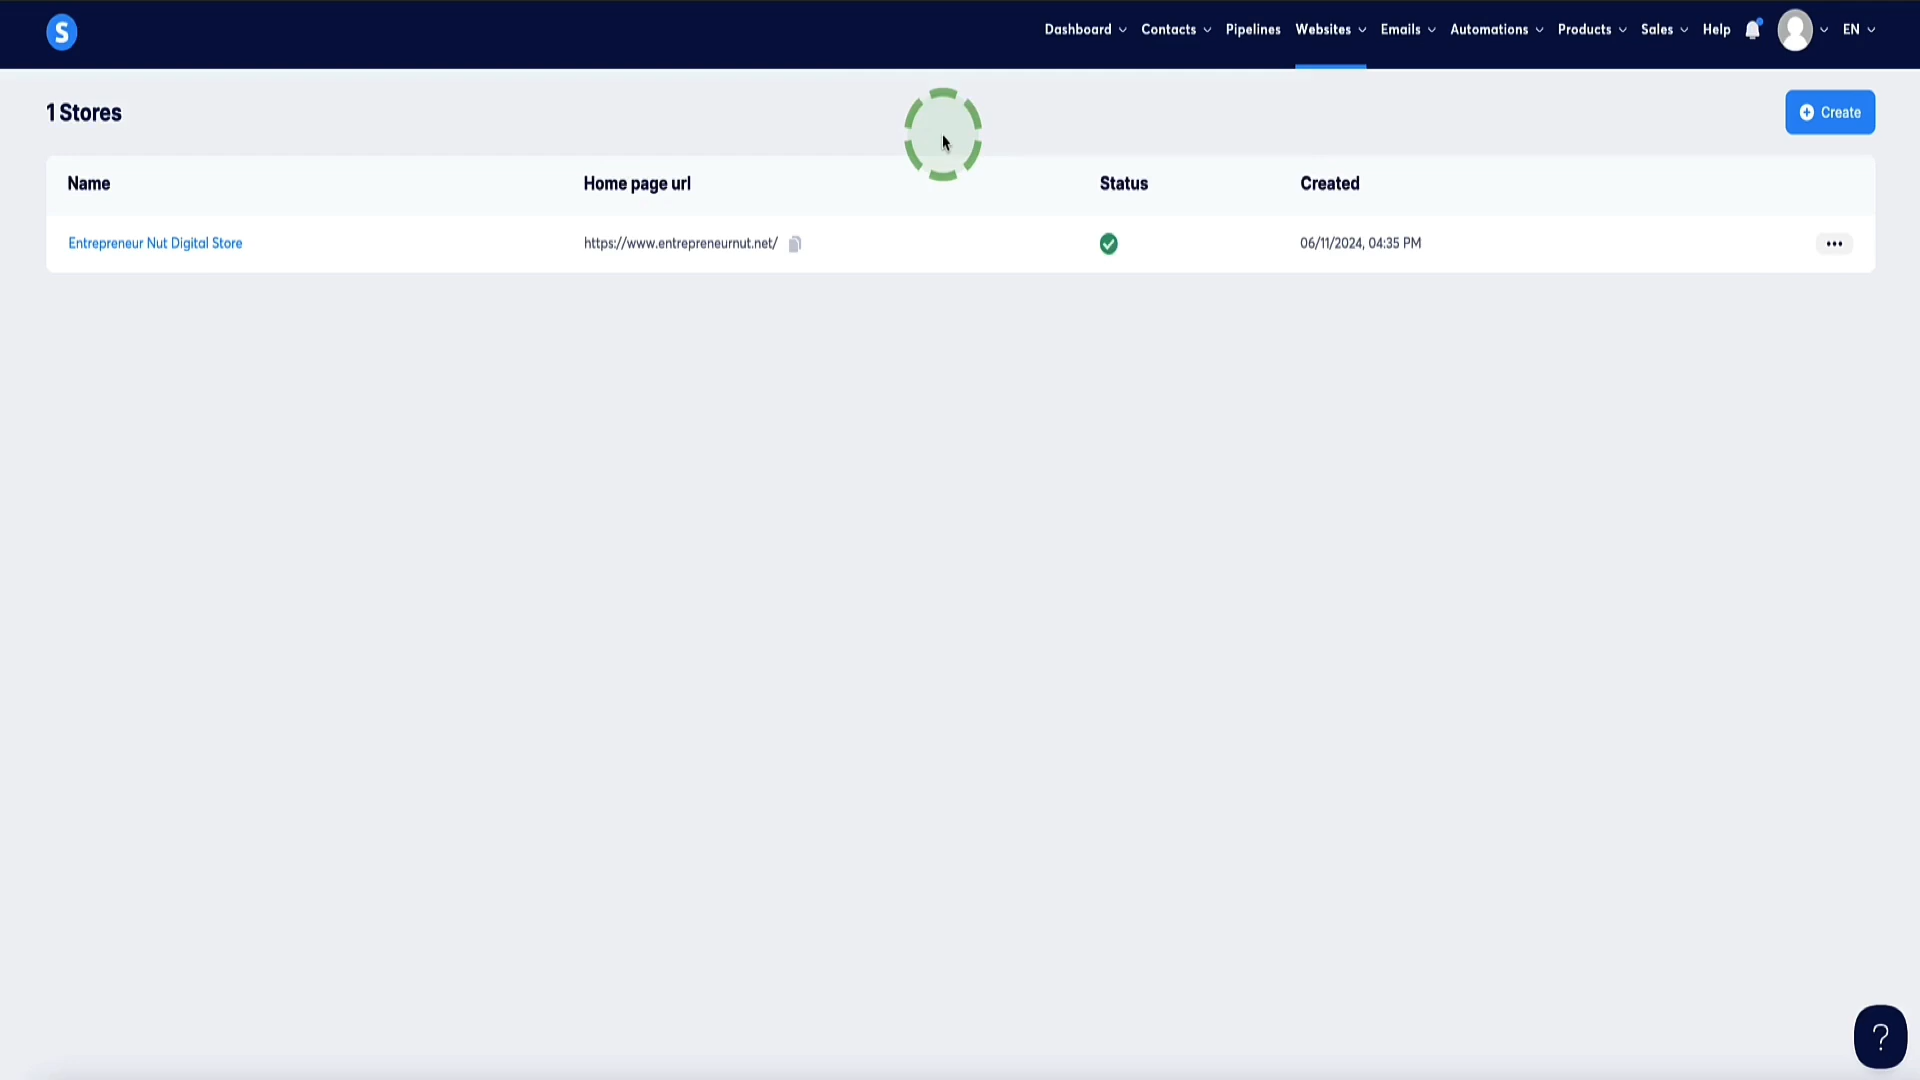 S
Dashboard Contacts Pipelines Websites Emails Automations Products Sales Help EN
1 Stores
Create
Name Home page url Status Created
Entrepreneur Nut Digital Store https://www.entrepreneurnut.net/ 06/11/2024, 04:35 PM
?